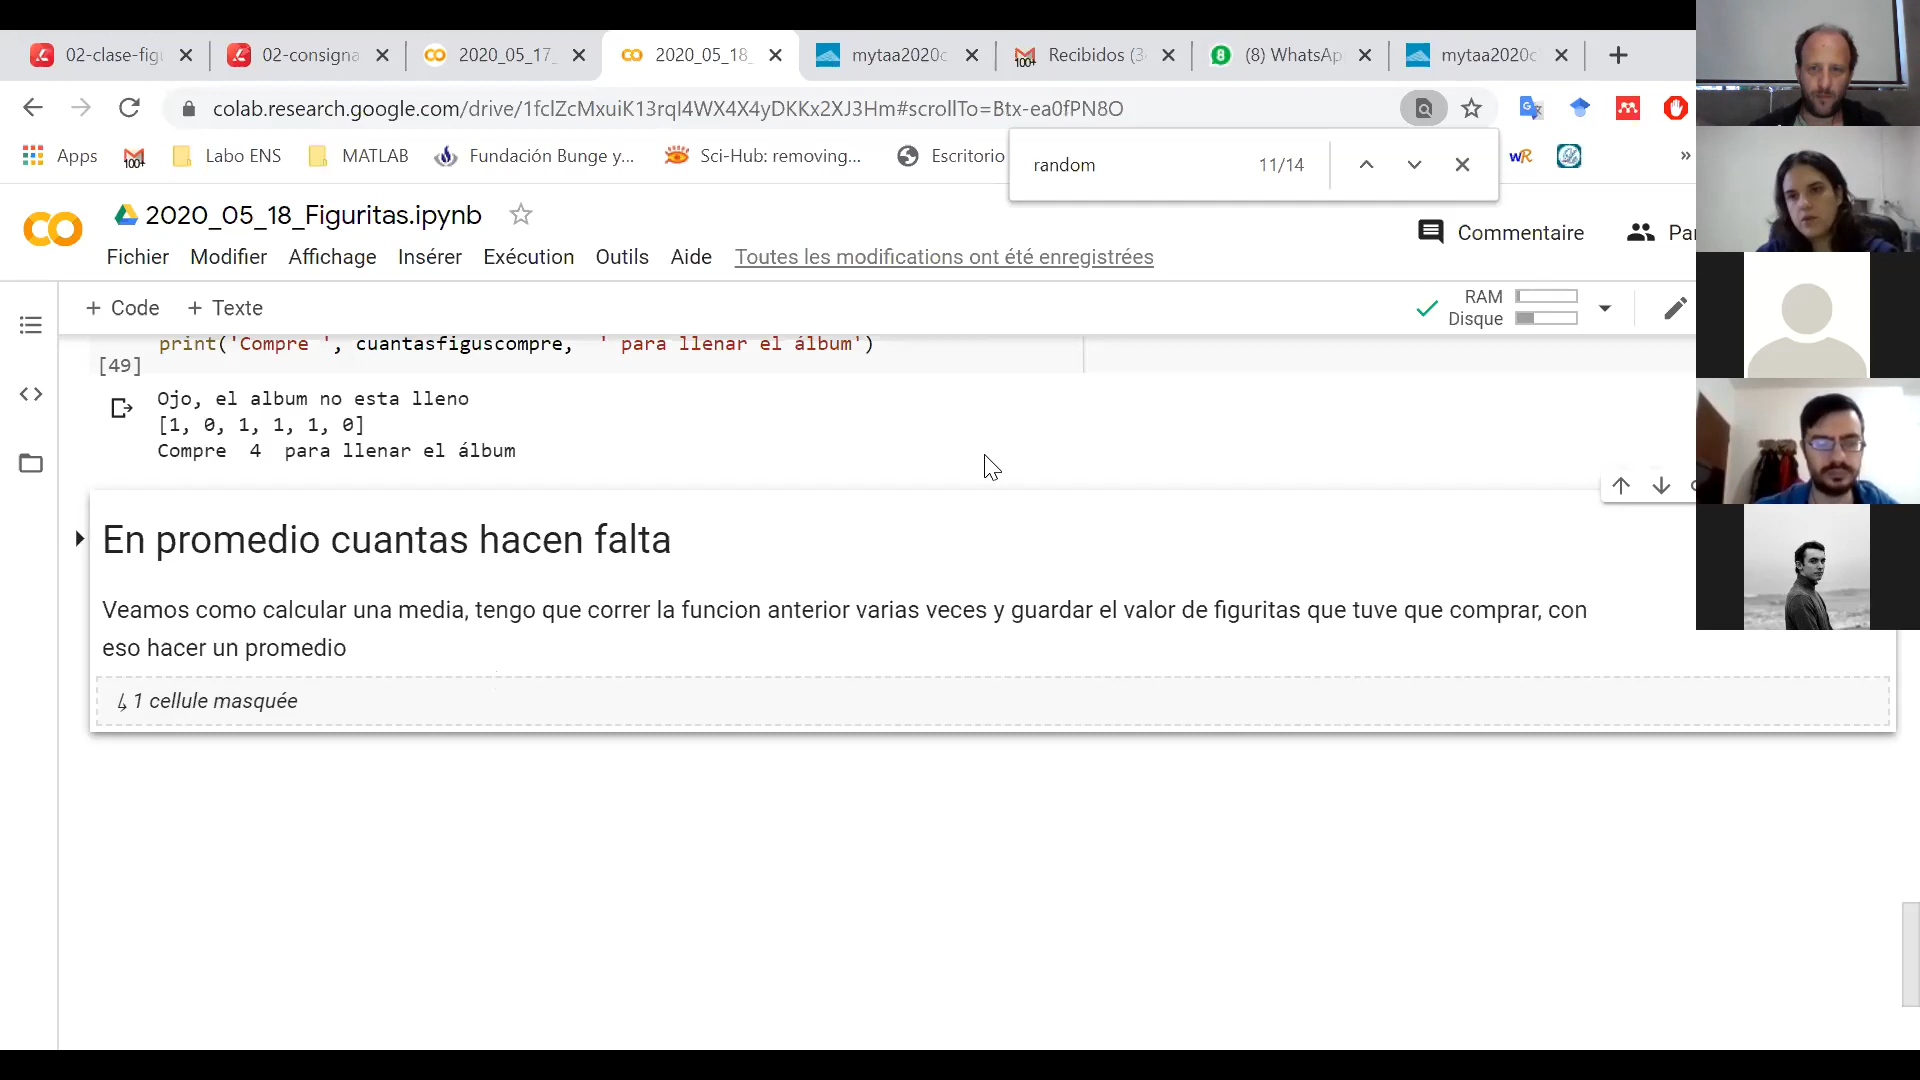 02-clase-fig
02-consigna
2020_05_17_
2020_05_18_
mytaa2020c
Recibidos (3
(8) WhatsAp
mytaa2020c
colab.research.google.com/drive/1fclZcMxuiK13rqI4WX4X4yDKKx2XJ3Hm#scrollTo=Btx-ea0fPN8O
Apps
100+
Labo ENS
MATLAB
Fundación Bunge y...
Sci-Hub: removing...
Escritorio
random
11/14
»
2020_05_18_Figuritas.ipynb
Commentaire
Par
Fichier Modifier Affichage Insérer Exécution Outils Aide Toutes les modifications ont été enregistrées
+ Code + Texte
RAM
Disque
print('Compre ', cuantasfiguscompre, ' para llenar el álbum')
[49]
Ojo, el album no esta lleno
[1, 0, 1, 1, 1, 0]
Compre 4 para llenar el álbum
En promedio cuantas hacen falta
Veamos como calcular una media, tengo que correr la funcion anterior varias veces y guardar el valor de figuritas que tuve que comprar, con
eso hacer un promedio
1 cellule masquée